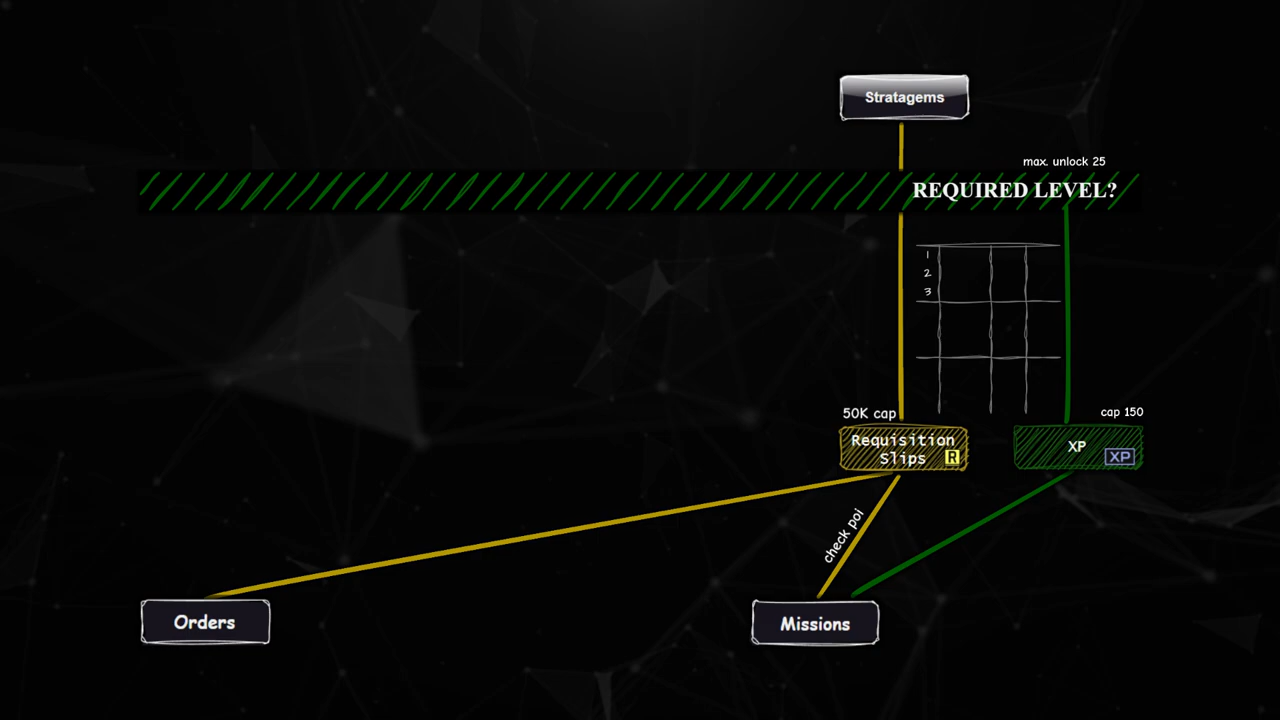 Stratagems
max. unlock 25
REQUIRED LEVEL?
1
2
3
50K cap
cap 150
Requisition
Slips R
XP
XP
check poi
Orders
Missions